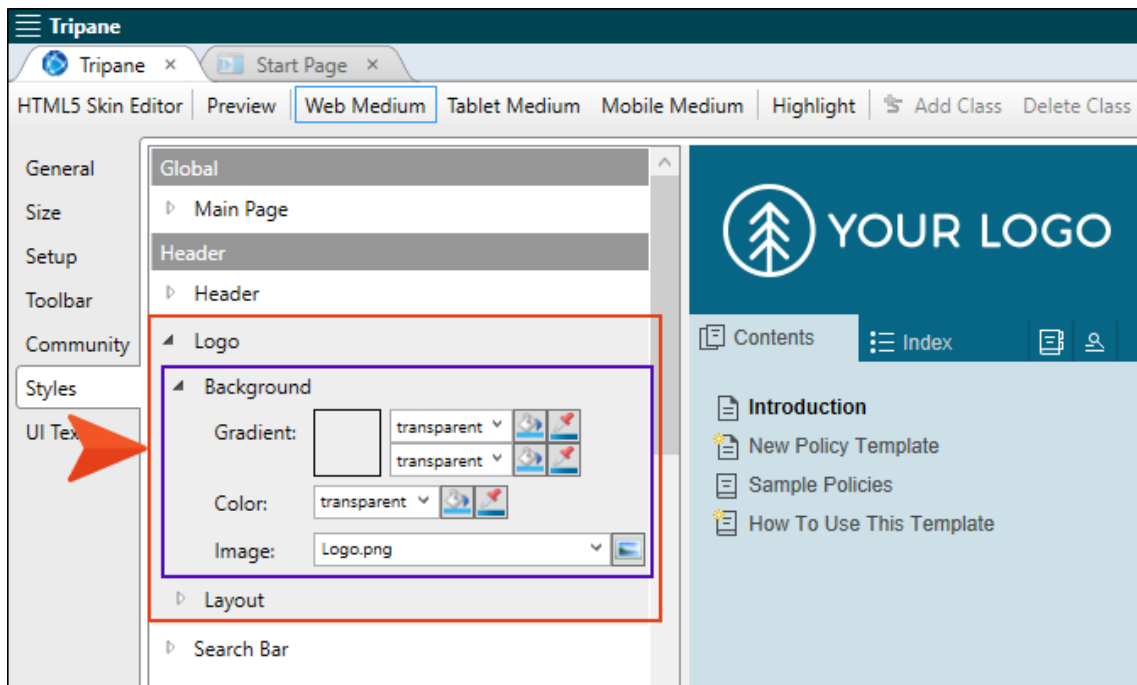 Tripane
Tripane × Start Page ×
HTML5 Skin Editor Preview Web Medium Tablet Medium Mobile Medium Highlight Add Class Delete Class
General
Size
Setup
Toolbar
Community
Styles
Global
Main Page
Header
Header
Logo
Background
Gradient: transparent
transparent
Color: transparent
Image: Logo.png
Layout
Search Bar
YOUR LOGO
Contents Index
Introduction
New Policy Template
Sample Policies
How To Use This Template